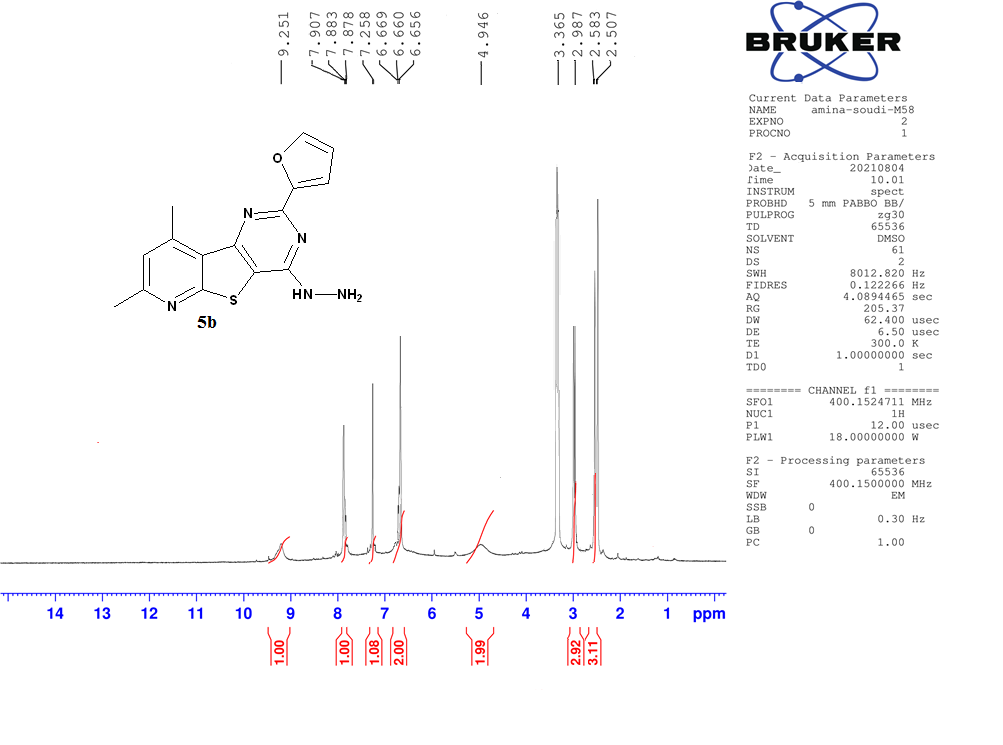 9.251
7.907
7.883
7.878
7.258
6.669
6.660
6.656
4.946
3.365
2.987
2.583
2.507
BRUKER
Current Data Parameters
NAME amina-soudi-M58
EXPNO 2
PROCNO 1
F2 - Acquisition Parameters
Date_ 20210804
Time 10.01
INSTRUM spect
PROBHD 5 mm PABBO BB/
PULPROG zg30
TD 65536
SOLVENT DMSO
NS 61
DS 2
SWH 8012.820 Hz
FIDRES 0.122266 Hz
AQ 4.0894465 sec
RG 205.37
DW 62.400 usec
DE 6.50 usec
TE 300.0 K
D1 1.00000000 sec
TD0 1
======== CHANNEL f1 ========
SFO1 400.1524711 MHz
NUC1 1H
P1 12.00 usec
PLW1 18.00000000 W
F2 - Processing parameters
SI 65536
SF 400.1500000 MHz
WDW EM
SSB 0
LB 0.30 Hz
GB 0
PC 1.00
O
N
N
N
S
HN
NH2
5b
14 13 12 11 10 9 8 7 6 5 4 3 2 1 ppm
1.00
1.00
1.08
2.00
1.99
2.92
3.11